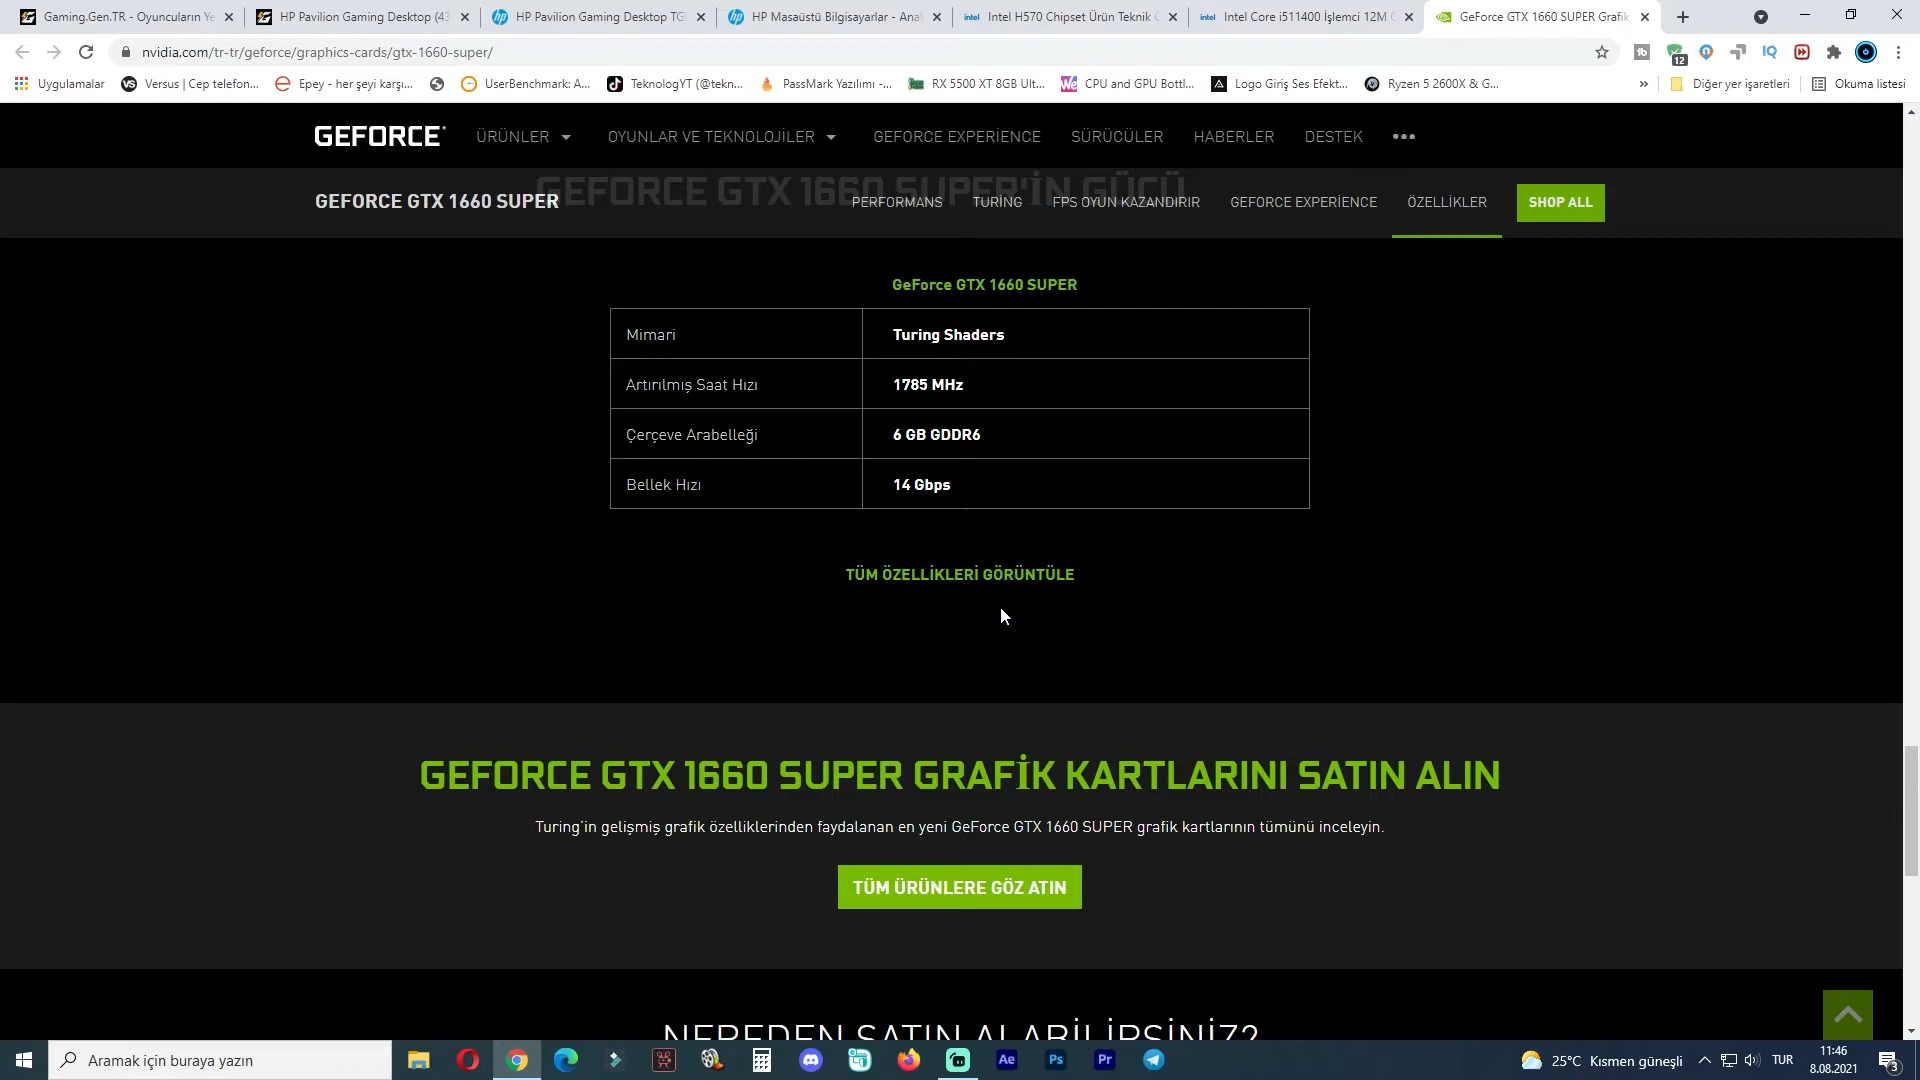 Gaming.Gen.TR - Oyuncuların Ye
HP Pavilion Gaming Desktop (43
HP Pavilion Gaming Desktop TG
HP Masaüstü Bilgisayarlar - Ana
intel
Intel H570 Chipset Ürün Teknik
intel
Intel Core i511400 İşlemci 12M
GeForce GTX 1660 SUPER Grafik
nvidia.com/tr-tr/geforce/graphics-cards/gtx-1660-super/
12
IQ
Uygulamalar
VS
Versus | Cep telefon...
Epey - her şeyi karşı...
UserBenchmark: A...
TeknologYT (@tekn...
PassMark Yazılımı -...
RX 5500 XT 8GB Ult...
CPU and GPU Bottl...
Logo Giriş Ses Efekt...
Ryzen 5 2600X & G...
»
Diğer yer işaretleri
Okuma listesi
GEFORCE
ÜRÜNLER
OYUNLAR VE TEKNOLOJİLER
GEFORCE EXPERIENCE
SÜRÜCÜLER
HABERLER
DESTEK
GEFORCE GTX 1660 SUPER'İN GÜCÜ
GEFORCE GTX 1660 SUPER
PERFORMANS
TURING
FPS OYUN KAZANDIRIR
GEFORCE EXPERIENCE
ÖZELLİKLER
SHOP ALL
GeForce GTX 1660 SUPER
Mimari
Turing Shaders
Artırılmış Saat Hızı
1785 MHz
Çerçeve Arabelleği
6 GB GDDR6
Bellek Hızı
14 Gbps
TÜM ÖZELLİKLERİ GÖRÜNTÜLE
GEFORCE GTX 1660 SUPER GRAFİK KARTLARINI SATIN ALIN
Turing'in gelişmiş grafik özelliklerinden faydalanan en yeni GeForce GTX 1660 SUPER grafik kartlarının tümünü inceleyin.
TÜM ÜRÜNLERE GÖZ ATIN
NEREDEN SATIN ALABİLİRSİNİZ?
Aramak için buraya yazın
Ae
Ps
Pr
25°C Kısmen güneşli
TUR
11:46
8.08.2021
3